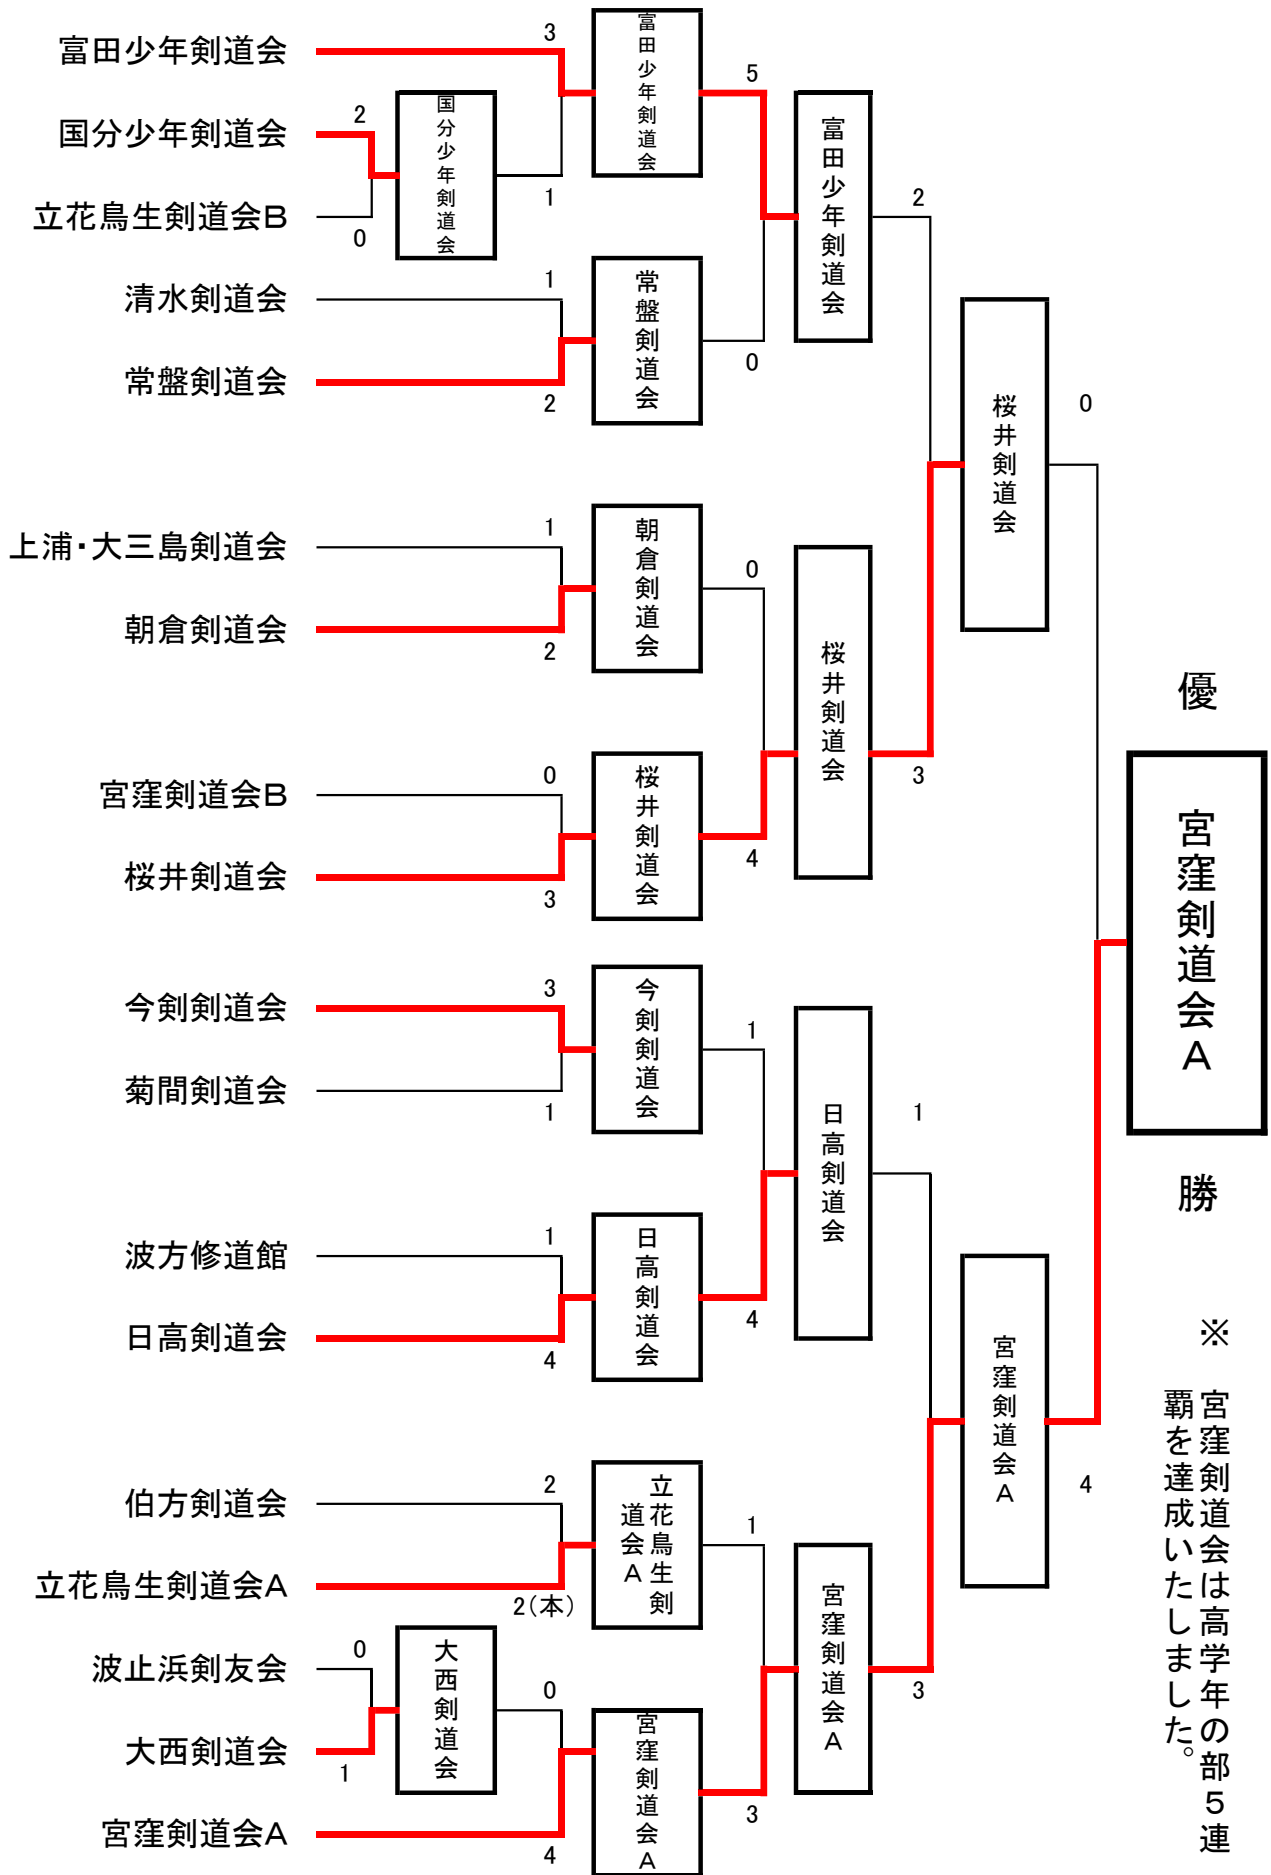 富田少年剣道会
国分少年剣道会
立花鳥生剣道会B
清水剣道会
常盤剣道会
上浦・大三島剣道会
朝倉剣道会
宮窪剣道会B
桜井剣道会
今剣剣道会
菊間剣道会
波方修道館
日高剣道会
伯方剣道会
立花鳥生剣道会A
波止浜剣友会
大西剣道会
宮窪剣道会A
2
0
国分少年剣道会
0
1
大西剣道会
3
1
1
2
1
2
0
3
3
1
1
4
2
2(本)
0
4
富田少年剣道会
常盤剣道会
朝倉剣道会
桜井剣道会
今剣剣道会
日高剣道会
立花鳥生剣
道会A
宮窪剣道会A
5
0
0
4
1
4
1
3
富田少年剣道会
桜井剣道会
日高剣道会
宮窪剣道会A
2
3
1
3
桜井剣道会
宮窪剣道会A
0
4
優
宮窪剣道会A
勝
※ 宮窪剣道会は高学年の部5連
覇を達成いたしました。